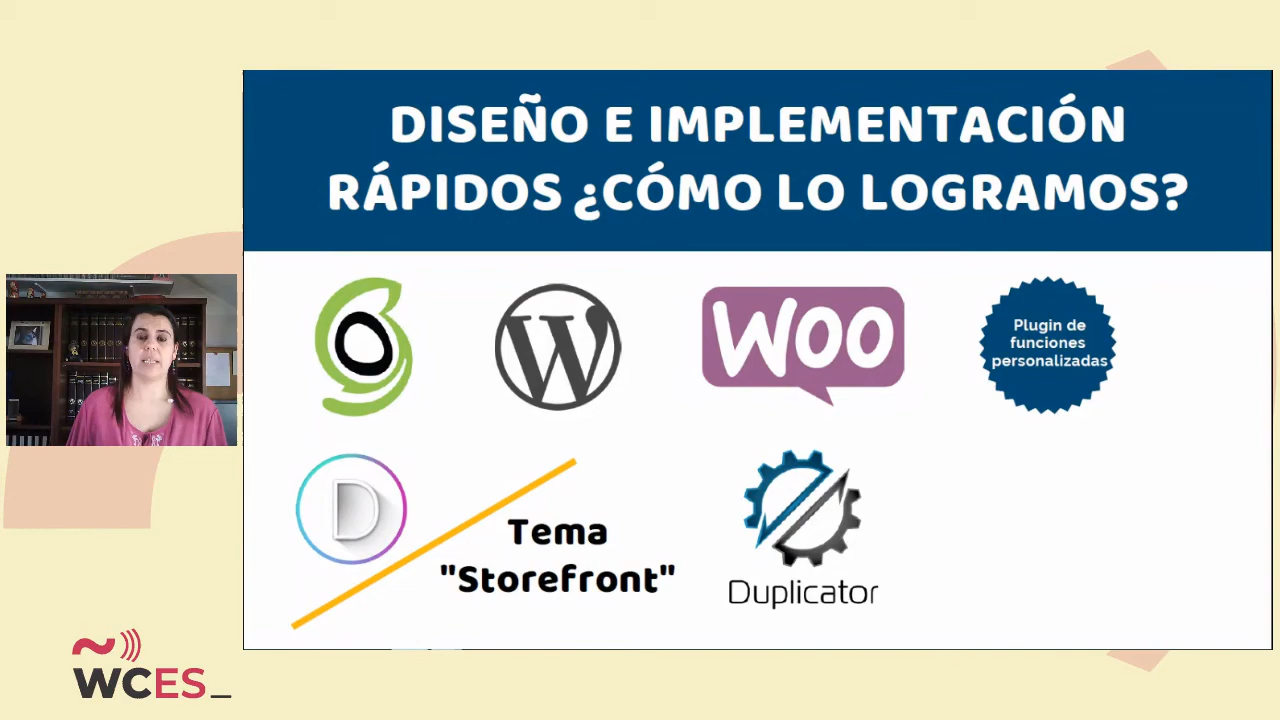 DISEÑO E IMPLEMENTACIÓN
RÁPIDOS ¿CÓMO LO LOGRAMOS?
W
WOO
Plugin de
funciones
personalizadas
D
Tema
"Storefront"
Duplicator
WCES_